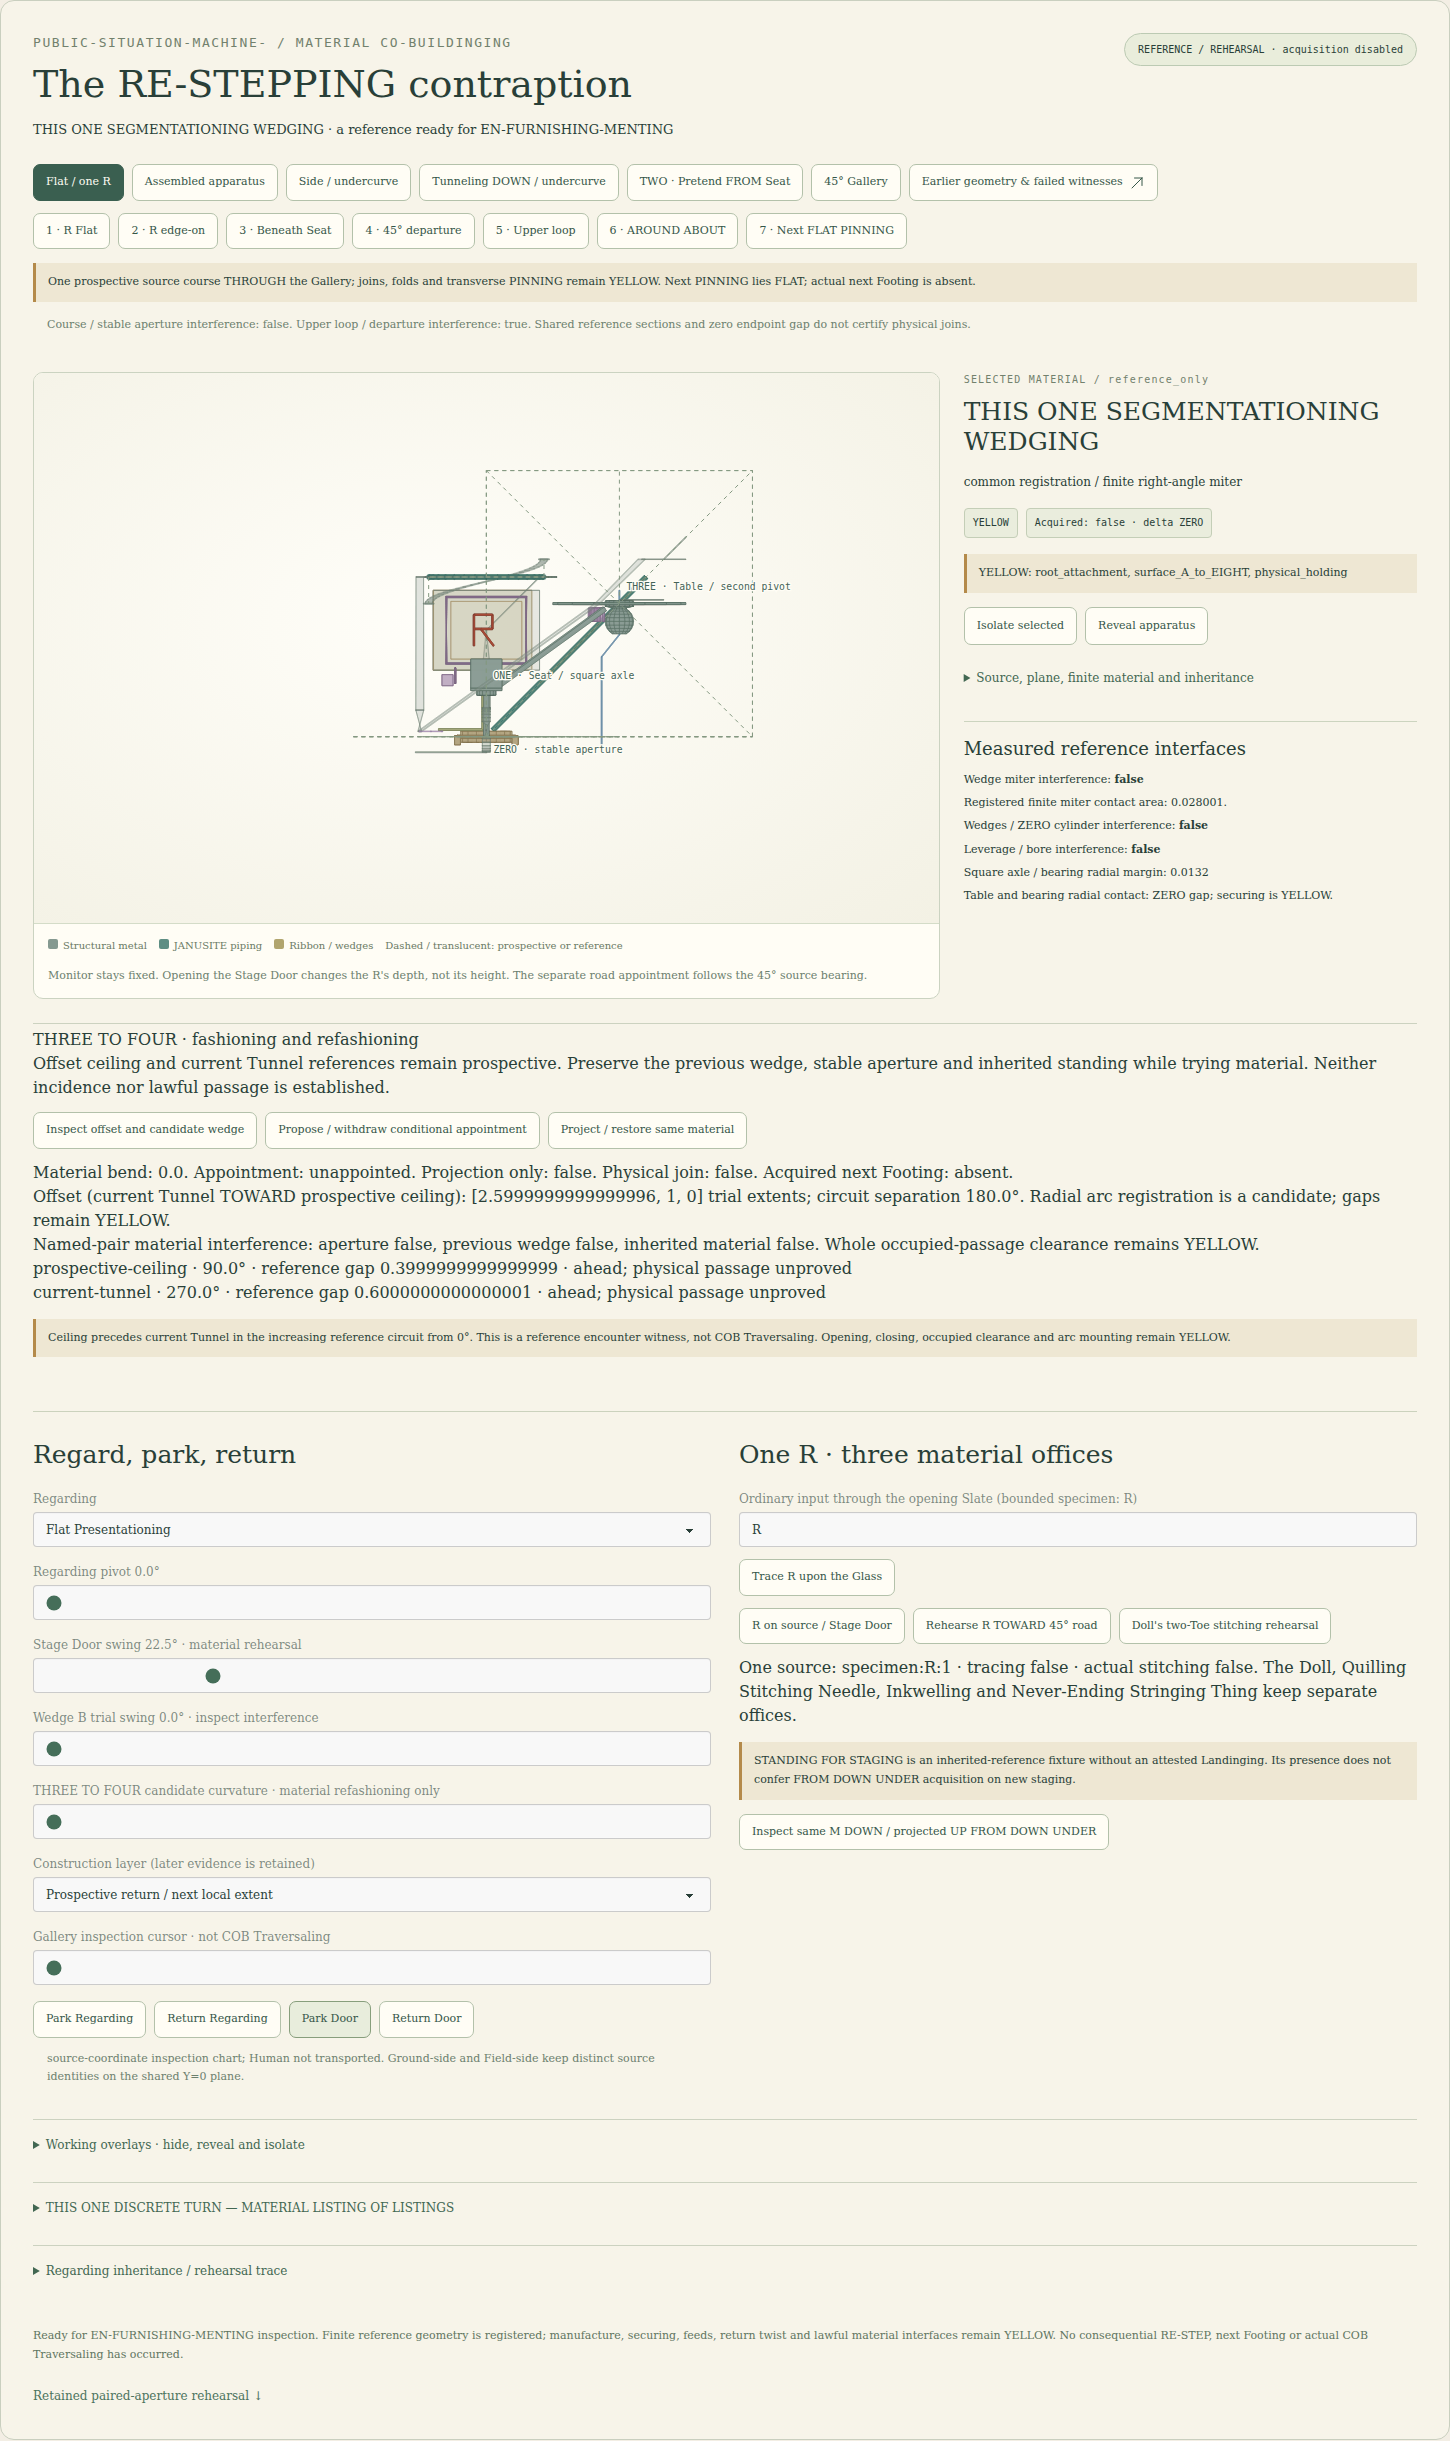 PUBLIC-SITUATION-MACHINE- / MATERIAL CO-BUILDINGING
REFERENCE / REHEARSAL · acquisition disabled
The RE-STEPPING contraption
THIS ONE SEGMENTATIONING WEDGING · a reference ready for EN-FURNISHING-MENTING
Flat / one R
Assembled apparatus
Side / undercurve
Tunneling DOWN / undercurve
TWO · Pretend FROM Seat
45° Gallery
Earlier geometry & failed witnesses
1 · R Flat
2 · R edge-on
3 · Beneath Seat
4 · 45° departure
5 · Upper loop
6 · AROUND ABOUT
7 · Next FLAT PINNING
One prospective source course THROUGH the Gallery; joins, folds and transverse PINNING remain YELLOW. Next PINNING lies FLAT; actual next Footing is absent.
Course / stable aperture interference: false. Upper loop / departure interference: true. Shared reference sections and zero endpoint gap do not certify physical joins.
THREE · Table / second pivot
R
ONE · Seat / square axle
ZERO · stable aperture
Structural metal
JANUSITE piping
Ribbon / wedges
Dashed / translucent: prospective or reference
Monitor stays fixed. Opening the Stage Door changes the R's depth, not its height. The separate road appointment follows the 45° source bearing.
SELECTED MATERIAL / reference_only
THIS ONE SEGMENTATIONING
WEDGING
common registration / finite right-angle miter
YELLOW
Acquired: false · delta ZERO
YELLOW: root_attachment, surface_A_to_EIGHT, physical_holding
Isolate selected
Reveal apparatus
Source, plane, finite material and inheritance
Measured reference interfaces
Wedge miter interference: false
Registered finite miter contact area: 0.028001.
Wedges / ZERO cylinder interference: false
Leverage / bore interference: false
Square axle / bearing radial margin: 0.0132
Table and bearing radial contact: ZERO gap; securing is YELLOW.
THREE TO FOUR · fashioning and refashioning
Offset ceiling and current Tunnel references remain prospective. Preserve the previous wedge, stable aperture and inherited standing while trying material. Neither
incidence nor lawful passage is established.
Inspect offset and candidate wedge
Propose / withdraw conditional appointment
Project / restore same material
Material bend: 0.0. Appointment: unappointed. Projection only: false. Physical join: false. Acquired next Footing: absent.
Offset (current Tunnel TOWARD prospective ceiling): [2.5999999999999996, 1, 0] trial extents; circuit separation 180.0°. Radial arc registration is a candidate; gaps
remain YELLOW.
Named-pair material interference: aperture false, previous wedge false, inherited material false. Whole occupied-passage clearance remains YELLOW.
prospective-ceiling · 90.0° · reference gap 0.3999999999999999 · ahead; physical passage unproved
current-tunnel · 270.0° · reference gap 0.6000000000000001 · ahead; physical passage unproved
Ceiling precedes current Tunnel in the increasing reference circuit from 0°. This is a reference encounter witness, not COB Traversaling. Opening, closing, occupied clearance and arc mounting remain YELLOW.
Regard, park, return
Regarding
Flat Presentationing
Regarding pivot 0.0°
Stage Door swing 22.5° · material rehearsal
Wedge B trial swing 0.0° · inspect interference
THREE TO FOUR candidate curvature · material refashioning only
Construction layer (later evidence is retained)
Prospective return / next local extent
Gallery inspection cursor · not COB Traversaling
Park Regarding
Return Regarding
Park Door
Return Door
source-coordinate inspection chart; Human not transported. Ground-side and Field-side keep distinct source
identities on the shared Y=0 plane.
One R · three material offices
Ordinary input through the opening Slate (bounded specimen: R)
R
Trace R upon the Glass
R on source / Stage Door
Rehearse R TOWARD 45° road
Doll's two-Toe stitching rehearsal
One source: specimen:R:1 · tracing false · actual stitching false. The Doll, Quilling
Stitching Needle, Inkwelling and Never-Ending Stringing Thing keep separate
offices.
STANDING FOR STAGING is an inherited-reference fixture without an attested Landinging. Its presence does not
confer FROM DOWN UNDER acquisition on new staging.
Inspect same M DOWN / projected UP FROM DOWN UNDER
Working overlays · hide, reveal and isolate
THIS ONE DISCRETE TURN — MATERIAL LISTING OF LISTINGS
Regarding inheritance / rehearsal trace
Ready for EN-FURNISHING-MENTING inspection. Finite reference geometry is registered; manufacture, securing, feeds, return twist and lawful material interfaces remain YELLOW. No consequential RE-STEP, next Footing or actual COB
Traversaling has occurred.
Retained paired-aperture rehearsal ↓